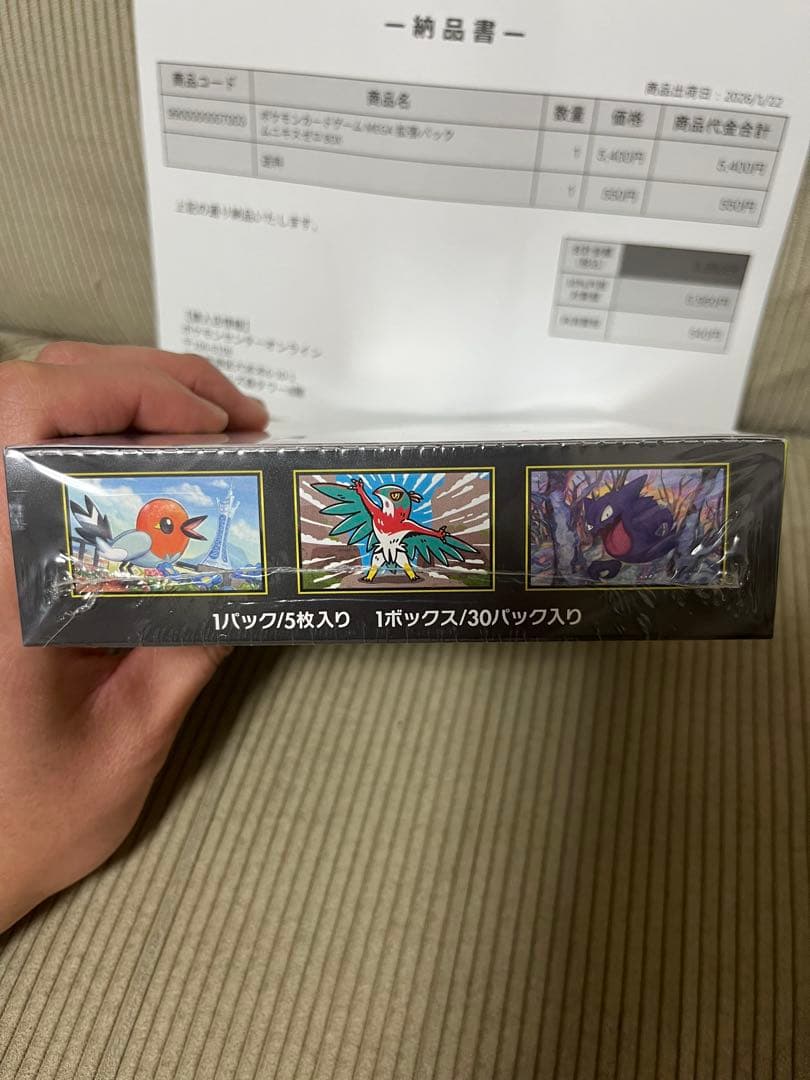 ー納品書ー
商品出荷日：2026/1/22
商品コード 商品名 数量 価格 商品代金合計
ポケモンカードゲーム MEGA 拡張パック
ムニキスゼロ BOX
1 5,400円 5,400円
送料 1 550円 550円
上記の通り納品いたします。
ポケモンセンターオンライン
1パック/5枚入り 1ボックス/30パック入り